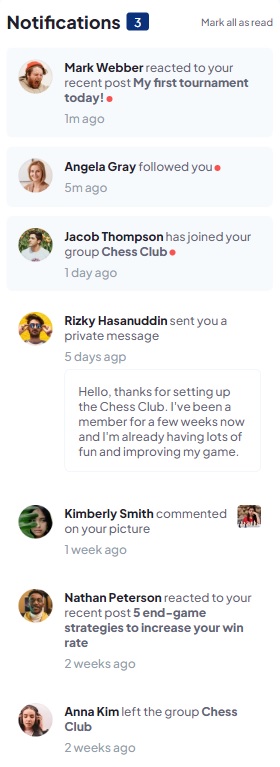 Notifications 3 Mark all as read
Mark Webber reacted to your
recent post My first tournament
today!
1m ago
Angela Gray followed you
5m ago
Jacob Thompson has joined your
group Chess Club
1 day ago
Rizky Hasanuddin sent you a
private message
5 days agp
Hello, thanks for setting up
the Chess Club. I've been a
member for a few weeks now
and I'm already having lots of
fun and improving my game.
Kimberly Smith commented
on your picture
1 week ago
Nathan Peterson reacted to your
recent post 5 end-game
strategies to increase your win
rate
2 weeks ago
Anna Kim left the group Chess
Club
2 weeks ago